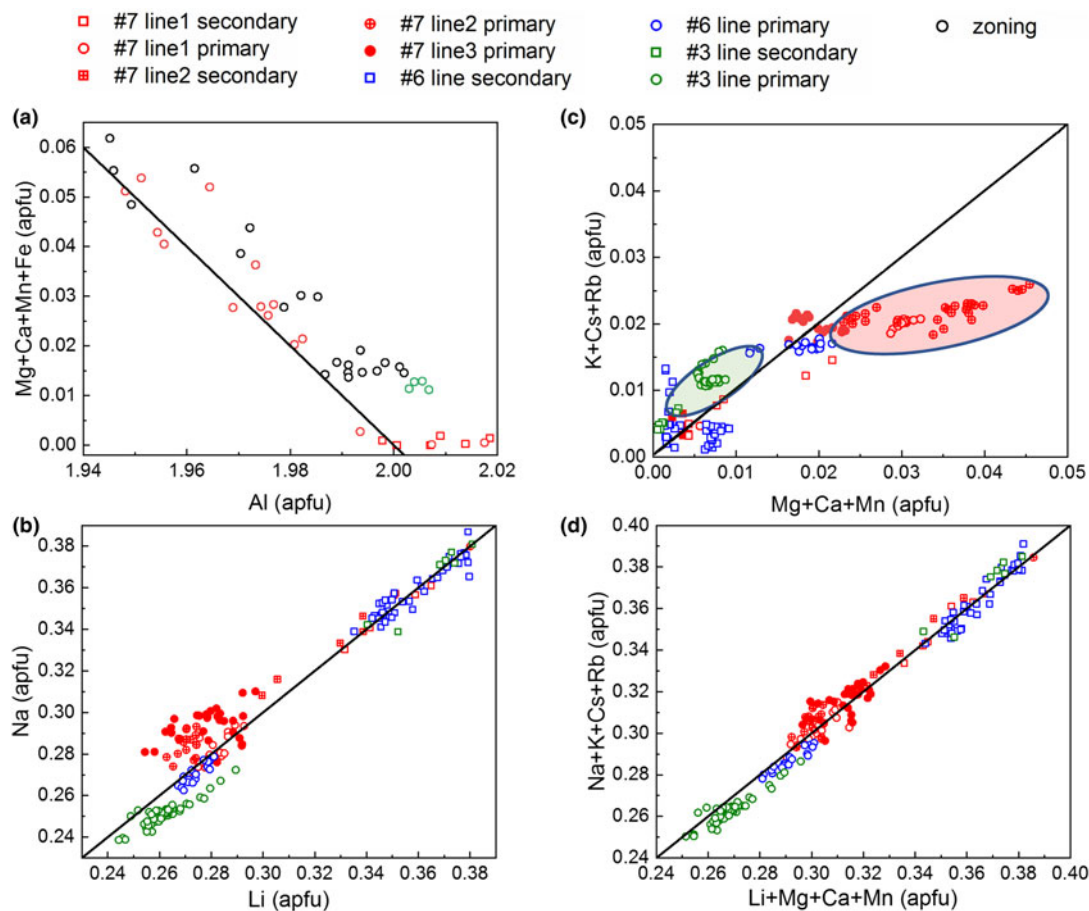 #7 line1 secondary
#7 line1 primary
#7 line2 secondary
#7 line2 primary
#7 line3 primary
#6 line secondary
#6 line primary
#3 line secondary
#3 line primary
zoning
(a)
Mg+Ca+Mn+Fe (apfu)
0.06
0.05
0.04
0.03
0.02
0.01
0.00
1.94 1.96 1.98 2.00 2.02
Al (apfu)
(c)
K+Cs+Rb (apfu)
0.05
0.04
0.03
0.02
0.01
0.00
0.00 0.01 0.02 0.03 0.04 0.05
Mg+Ca+Mn (apfu)
(b)
Na (apfu)
0.38
0.36
0.34
0.32
0.30
0.28
0.26
0.24
0.24 0.26 0.28 0.30 0.32 0.34 0.36 0.38
Li (apfu)
(d)
Na+K+Cs+Rb (apfu)
0.40
0.38
0.36
0.34
0.32
0.30
0.28
0.26
0.24
0.24 0.26 0.28 0.30 0.32 0.34 0.36 0.38 0.40
Li+Mg+Ca+Mn (apfu)